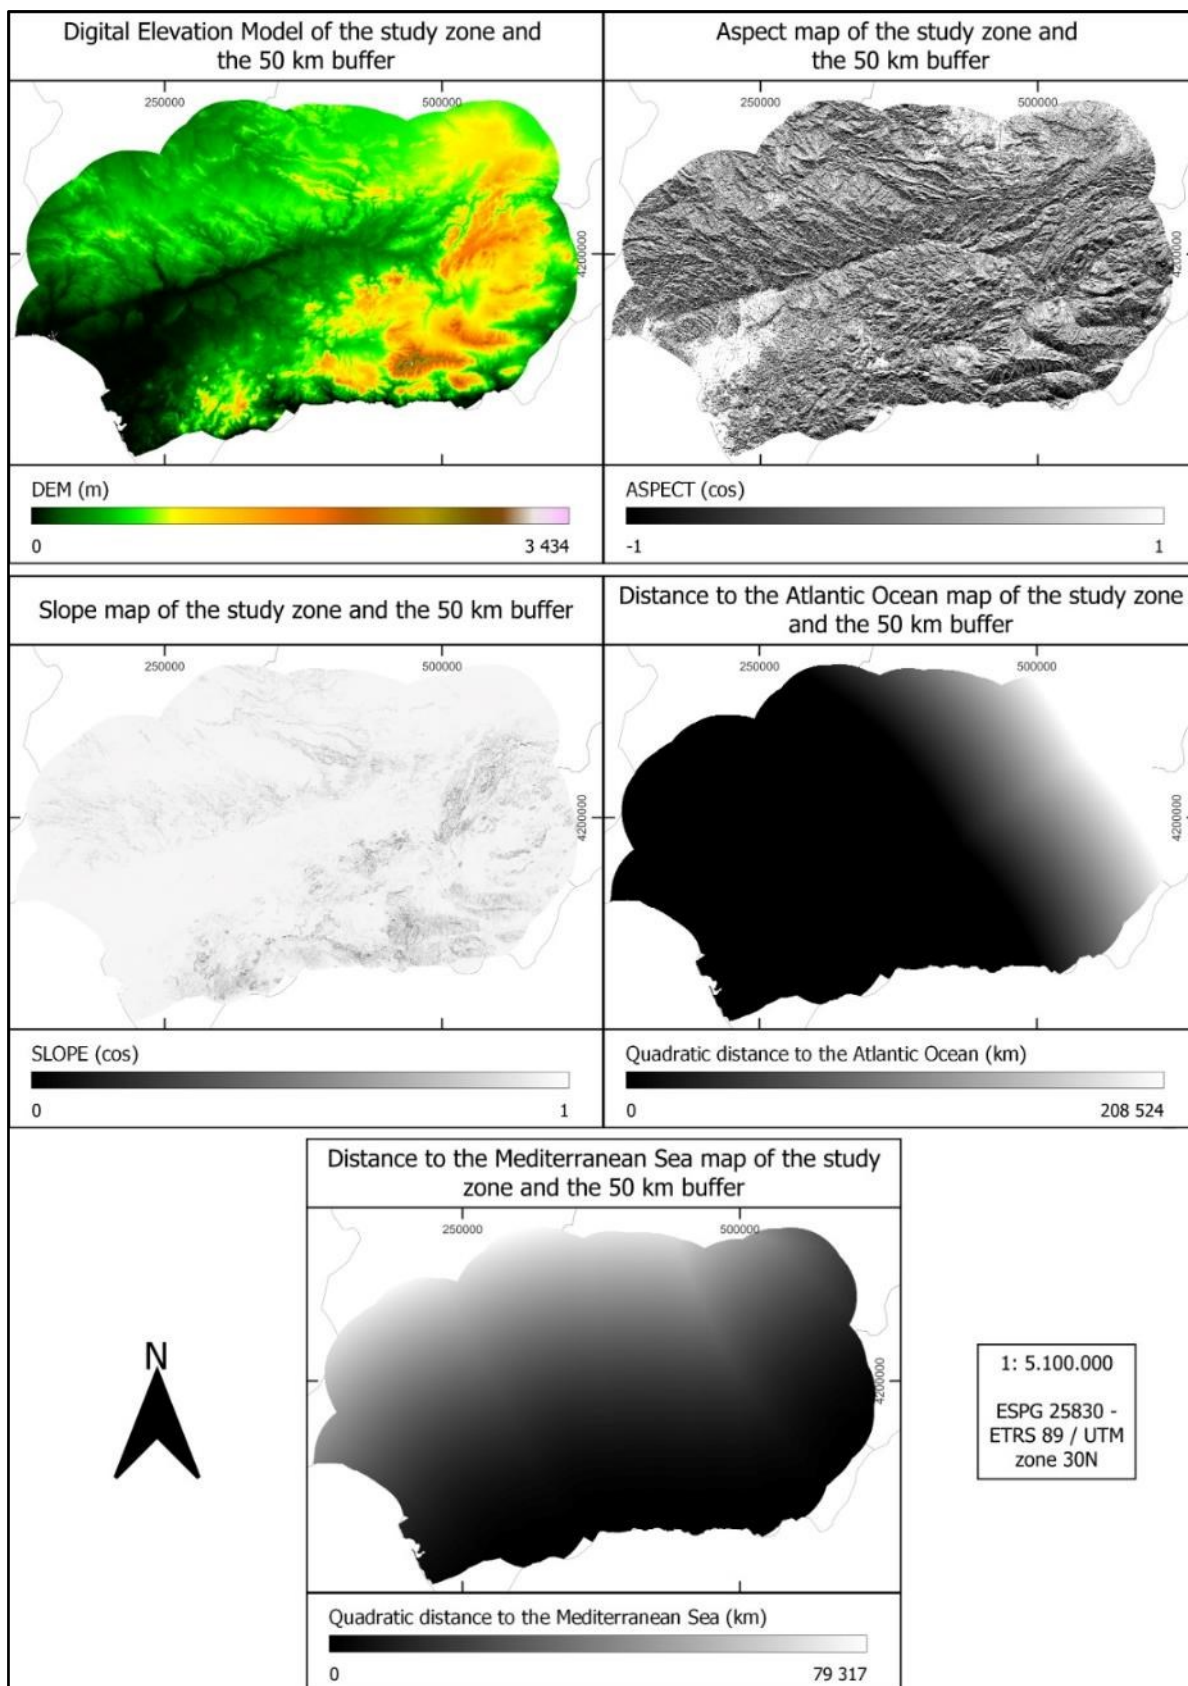 Digital Elevation Model of the study zone and
the 50 km buffer
250000
500000
4200000
DEM (m)
0
3 434
Aspect map of the study zone and
the 50 km buffer
250000
500000
4200000
ASPECT (cos)
-1
1
Slope map of the study zone and the 50 km buffer
250000
500000
4200000
SLOPE (cos)
0
1
Distance to the Atlantic Ocean map of the study zone
and the 50 km buffer
250000
500000
4200000
Quadratic distance to the Atlantic Ocean (km)
0
208 524
Distance to the Mediterranean Sea map of the study
zone and the 50 km buffer
250000
500000
4200000
Quadratic distance to the Mediterranean Sea (km)
0
79 317
N
1: 5.100.000
ESPG 25830 -
ETRS 89 / UTM
zone 30N